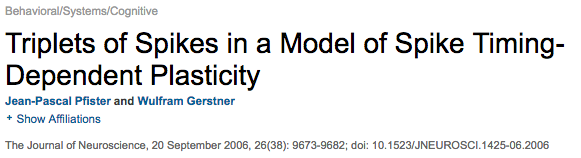 Behavioral/Systems/Cognitive
Triplets of Spikes in a Model of Spike Timing-
Dependent Plasticity
Jean-Pascal Pfister and Wulfram Gerstner
+ Show Affiliations
The Journal of Neuroscience, 20 September 2006, 26(38): 9673-9682; doi: 10.1523/JNEUROSCI.1425-06.2006